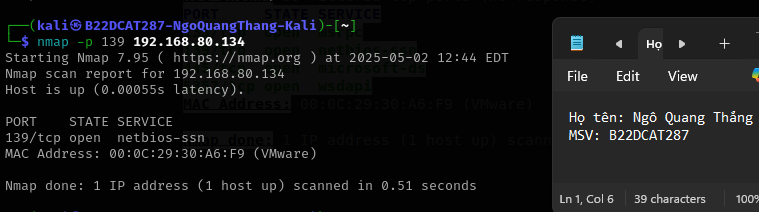 ┌──(kali㉿B22DCAT287-NgoQuangThang-Kali)-[~]
└─$ nmap -p 139 192.168.80.134
Starting Nmap 7.95 ( https://nmap.org ) at 2025-05-02 12:44 EDT
Nmap scan report for 192.168.80.134
Host is up (0.00055s latency).
PORT    STATE SERVICE
139/tcp open  netbios-ssn
MAC Address: 00:0C:29:30:A6:F9 (VMware)
Nmap done: 1 IP address (1 host up) scanned in 0.51 seconds
Họ
File Edit View
Họ tên: Ngô Quang Thắng
MSV: B22DCAT287
Ln 1, Col 6 39 characters 100%